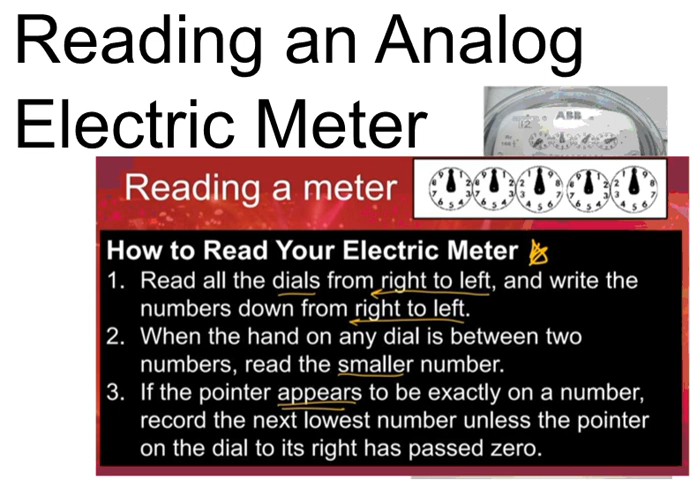 Reading an Analog
Electric Meter
ABB
Reading a meter
How to Read Your Electric Meter
1. Read all the dials from right to left, and write the
numbers down from right to left.
2. When the hand on any dial is between two
numbers, read the smaller number.
3. If the pointer appears to be exactly on a number,
record the next lowest number unless the pointer
on the dial to its right has passed zero.